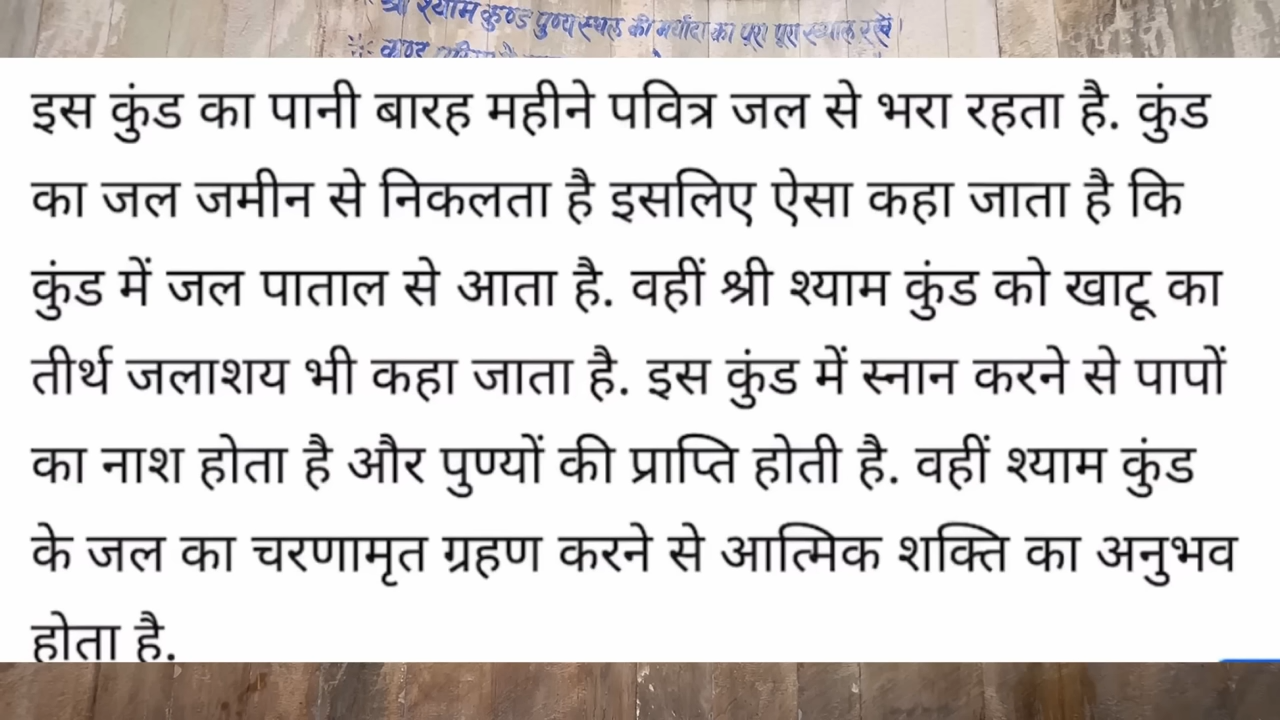 श्री श्याम कुण्ड पुण्य स्थल की मर्यादा का पूरा पूरा ख्याल रखें।
इस कुंड का पानी बारह महीने पवित्र जल से भरा रहता है. कुंड
का जल जमीन से निकलता है इसलिए ऐसा कहा जाता है कि
कुंड में जल पाताल से आता है. वहीं श्री श्याम कुंड को खाटू का
तीर्थ जलाशय भी कहा जाता है. इस कुंड में स्नान करने से पापों
का नाश होता है और पुण्यों की प्राप्ति होती है. वहीं श्याम कुंड
के जल का चरणामृत ग्रहण करने से आत्मिक शक्ति का अनुभव
होता है.